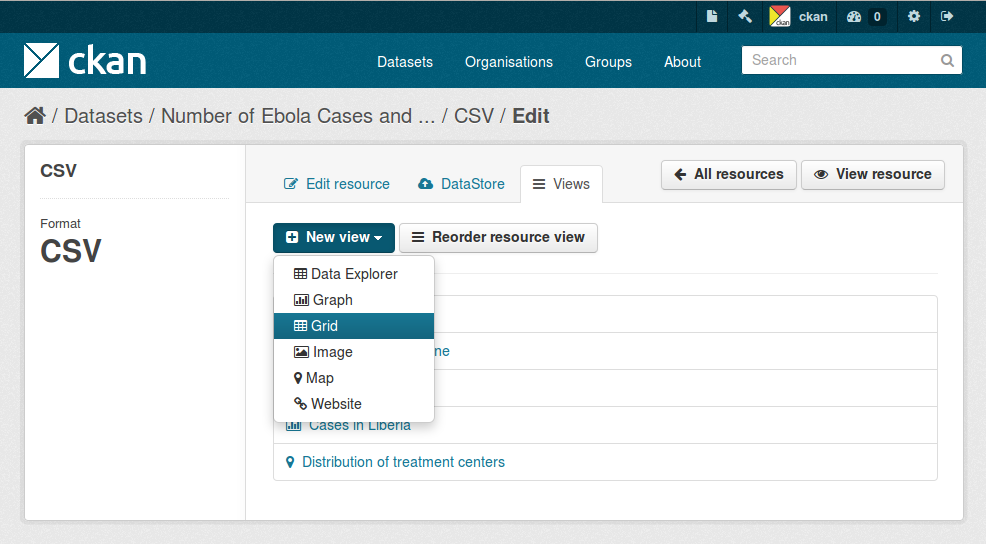 ckan 0
ckan Datasets Organisations Groups About Search
/ Datasets / Number of Ebola Cases and ... / CSV / Edit
CSV
Format
CSV
Edit resource DataStore Views All resources View resource
New view Reorder resource view
Data Explorer
Graph
Grid
Image
Map
Website
ne
Cases in Liberia
Distribution of treatment centers